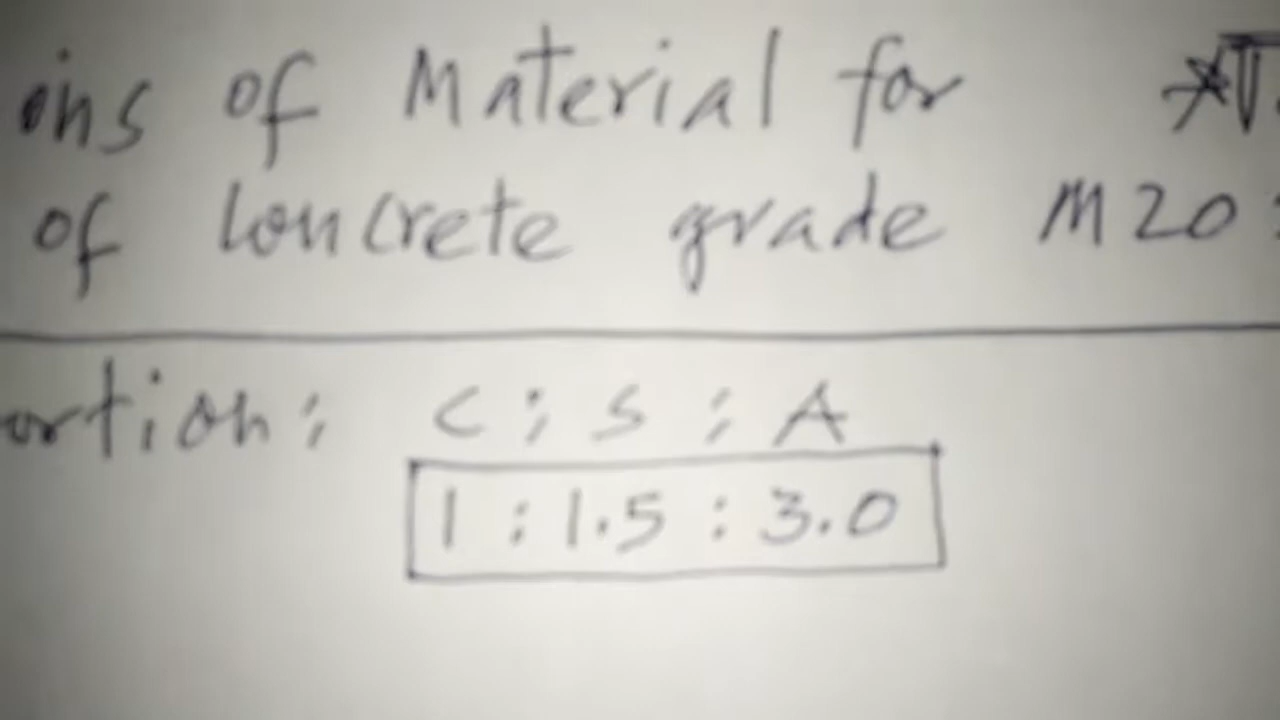 ons of Material for
of Concrete grade M20:
ortion: C : S : A
1 : 1.5 : 3.0